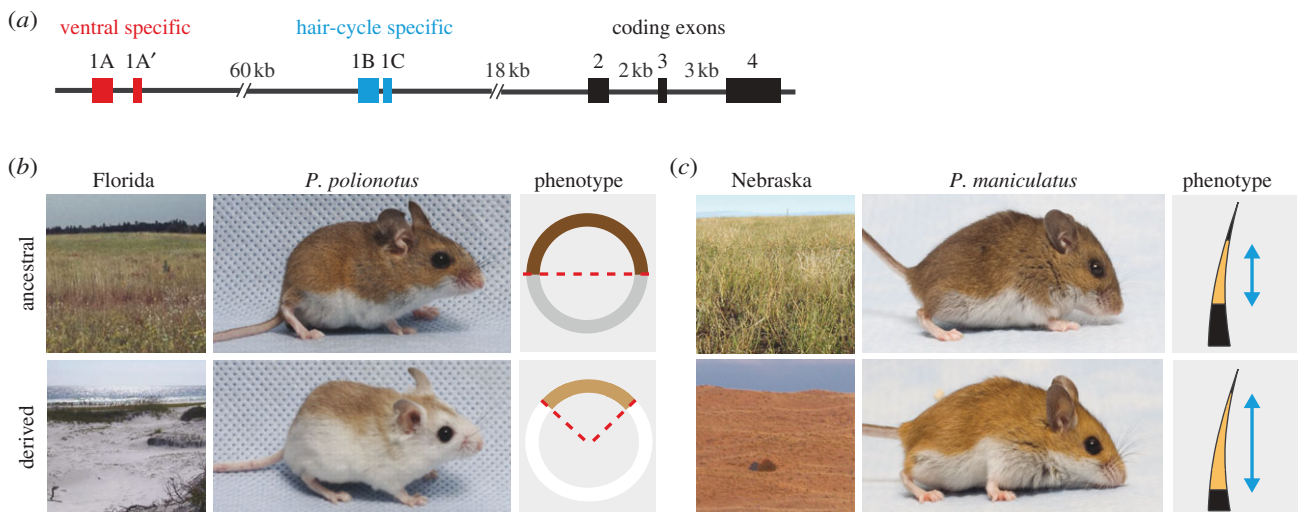 (a)
ventral specific
hair-cycle specific
coding exons
1A 1A′ 60 kb 1B 1C 18 kb 2 2 kb 3 3 kb 4
(b)
Florida P. polionotus phenotype
ancestral
derived
(c)
Nebraska P. maniculatus phenotype